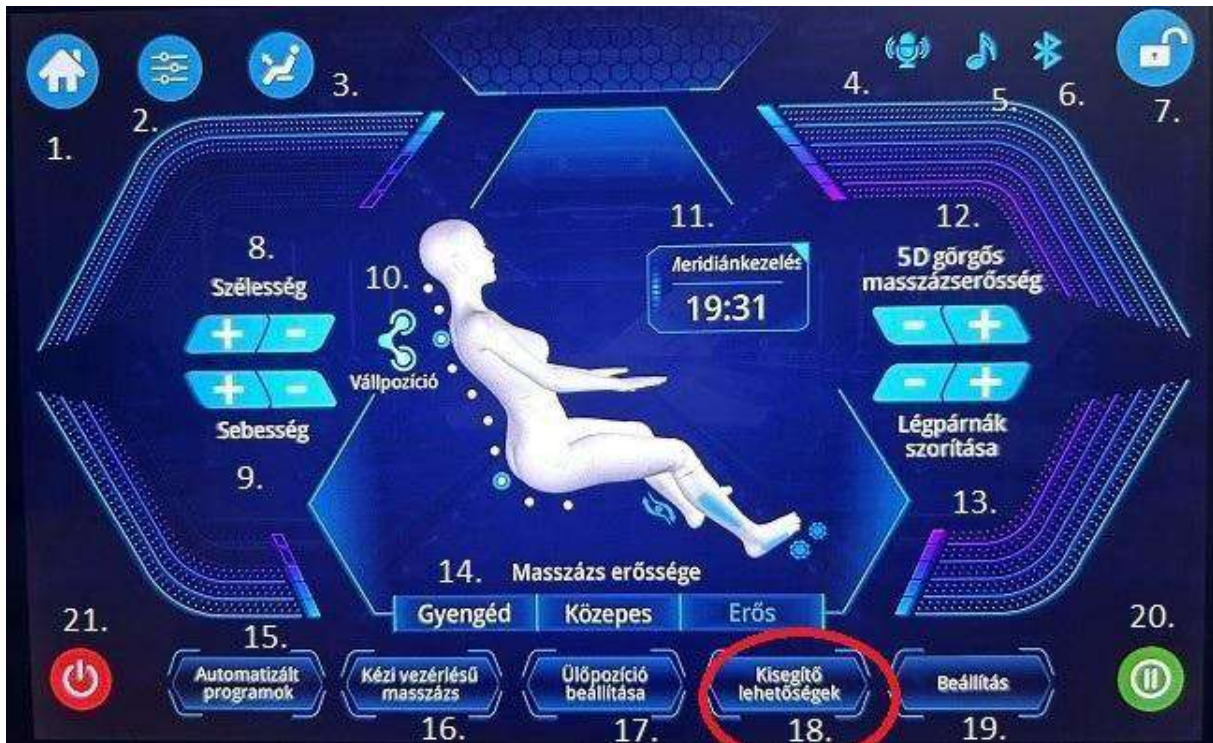 1.
2.
3.
4.
5.
6.
7.
8.
Szélesség
+ -
+ -
Sebesség
9.
10.
Vállpozíció
11.
Meridiánkezelés
19:31
12.
5D görgős
masszázserősség
- +
- +
Légpárnák
szorítása
13.
14.
Masszázs erőssége
Gyengéd Közepes Erős
21.
15.
Automatizált
programok
Kézi vezérlésű
masszázs
16.
Ülőpozíció
beállítása
17.
Kisegítő
lehetőségek
18.
Beállítás
19.
20.